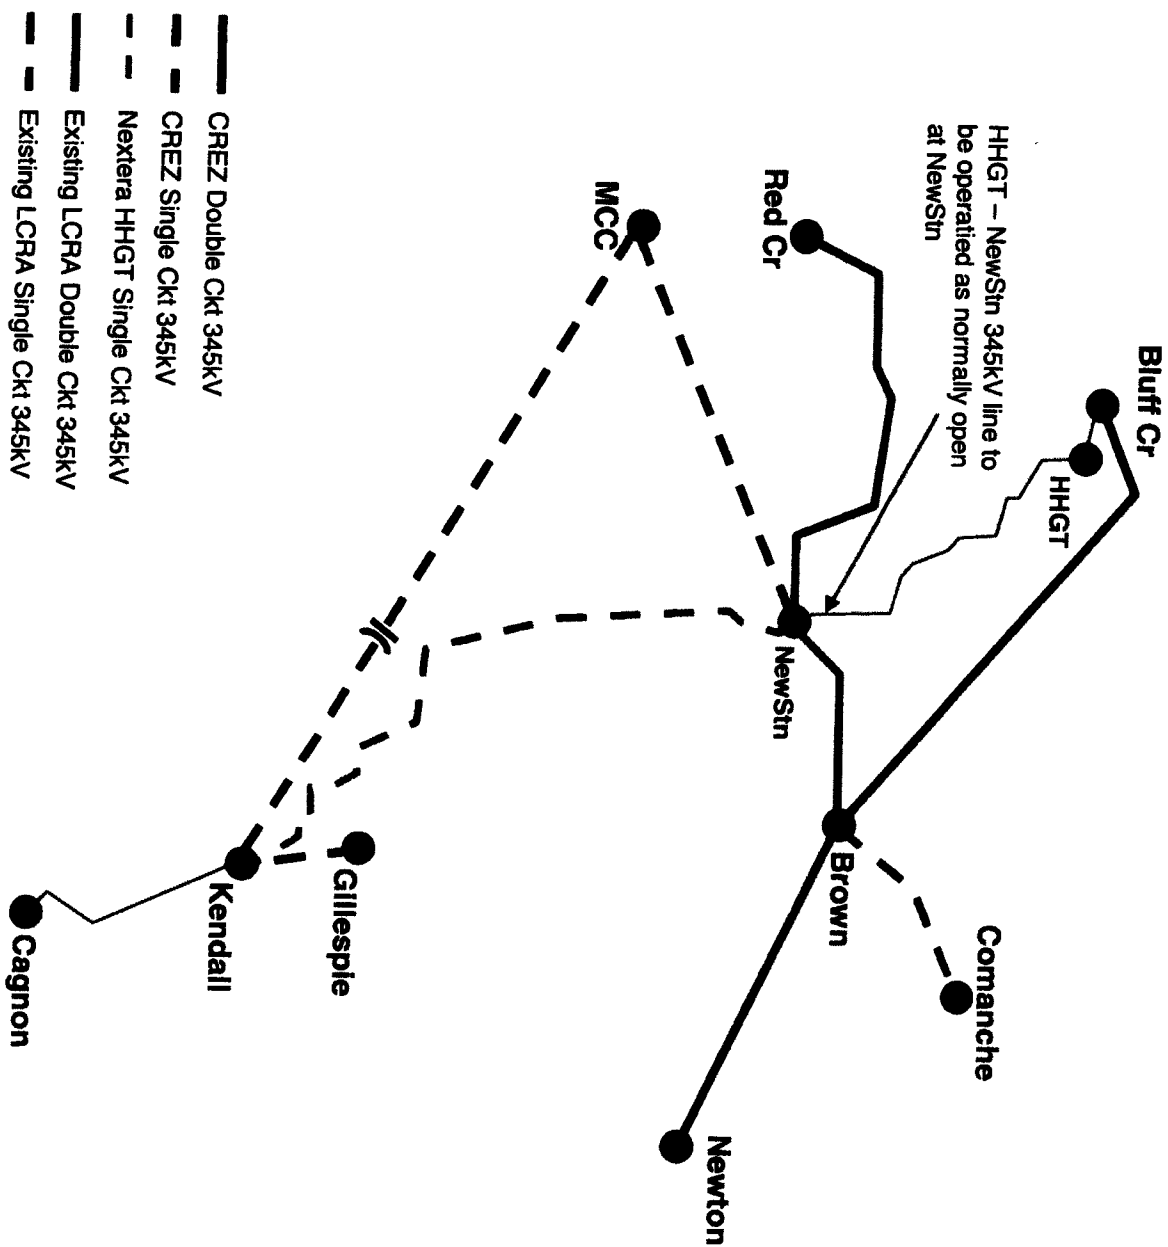 Bluff Cr
HHGT
HHGT – NewStn 345kV line to
be operatied as normally open
at NewStn
Comanche
Red Cr
NewStn
Brown
Newton
MCC
Gillespie
Kendall
Cagnon
CREZ Double Ckt 345kV
CREZ Single Ckt 345kV
Nextera HHGT Single Ckt 345kV
Existing LCRA Double Ckt 345kV
Existing LCRA Single Ckt 345kV